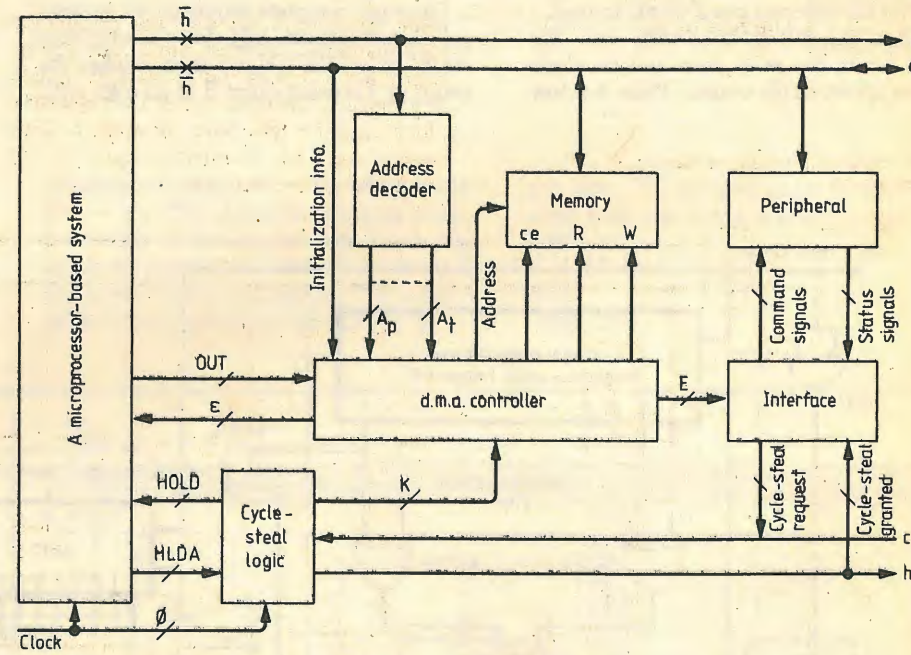 h̅
h̅
A microprocessor-based system
Initialization info.
Address
decoder
Memory
ce R W
Peripheral
Address
Command
signals
Status
signals
Ap
At
OUT
ε
d.m.a. controller
E
Interface
HOLD
HLDA
Cycle-
steal
logic
K
Cycle-steal
request
Cycle-steal
granted
c
h
Ø
Clock